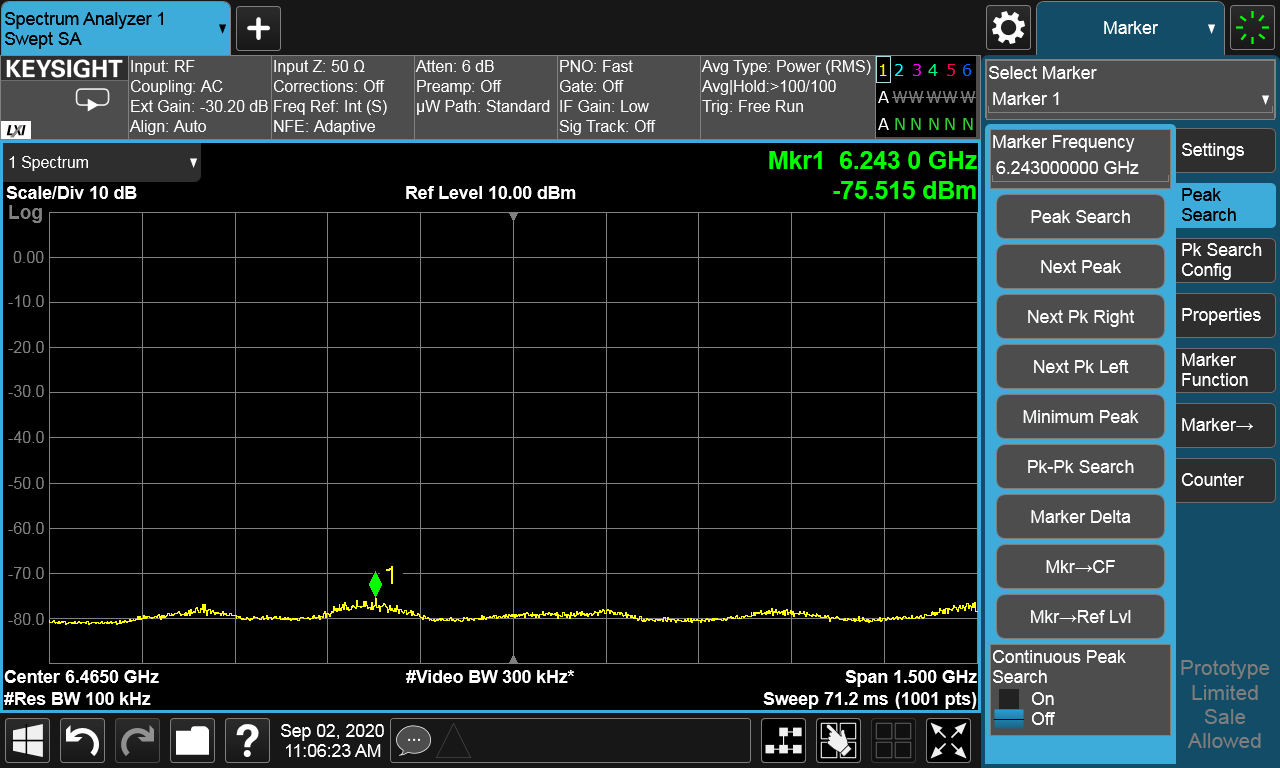 Spectrum Analyzer 1
Swept SA
Marker
KEYSIGHT
LXI
Input: RF
Coupling: AC
Ext Gain: -30.20 dB
Align: Auto
Input Z: 50 Ω
Corrections: Off
Freq Ref: Int (S)
NFE: Adaptive
Atten: 6 dB
Preamp: Off
µW Path: Standard
PNO: Fast
Gate: Off
IF Gain: Low
Sig Track: Off
Avg Type: Power (RMS)
Avg|Hold:>100/100
Trig: Free Run
1 2 3 4 5 6
A W W W W W
A N N N N N
Select Marker
Marker 1
1 Spectrum
Mkr1 6.243 0 GHz
-75.515 dBm
Scale/Div 10 dB
Ref Level 10.00 dBm
Log
0.00
-10.0
-20.0
-30.0
-40.0
-50.0
-60.0
-70.0
-80.0
1
Center 6.4650 GHz
#Video BW 300 kHz*
Span 1.500 GHz
#Res BW 100 kHz
Sweep 71.2 ms (1001 pts)
Marker Frequency
6.243000000 GHz
Peak Search
Next Peak
Next Pk Right
Next Pk Left
Minimum Peak
Pk-Pk Search
Marker Delta
Mkr→CF
Mkr→Ref Lvl
Continuous Peak
Search
On
Off
Settings
Peak
Search
Pk Search
Config
Properties
Marker
Function
Marker→
Counter
Prototype
Limited
Sale
Allowed
?
Sep 02, 2020
11:06:23 AM